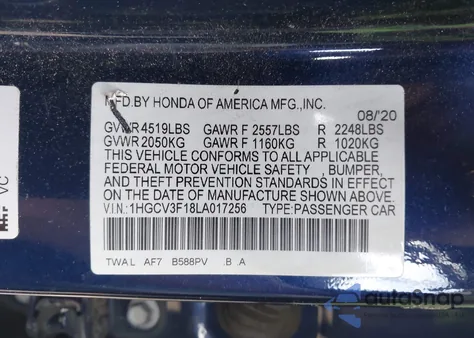 MFD BY HONDA OF AMERICA MFG.,INC.
08/'20
GVWR 4519LBS GAWR F 2557LBS R 2248LBS
GVWR 2050KG GAWR F 1160KG R 1020KG
THIS VEHICLE CONFORMS TO ALL APPLICABLE
FEDERAL MOTOR VEHICLE SAFETY , BUMPER,
AND THEFT PREVENTION STANDARDS IN EFFECT
ON THE DATE OF MANUFACTURE SHOWN ABOVE.
V.I.N.:1HGCV3F18LA017256 TYPE:PASSENGER CAR
TWAL AF7 B588PV .B .A
VC
autoSnap